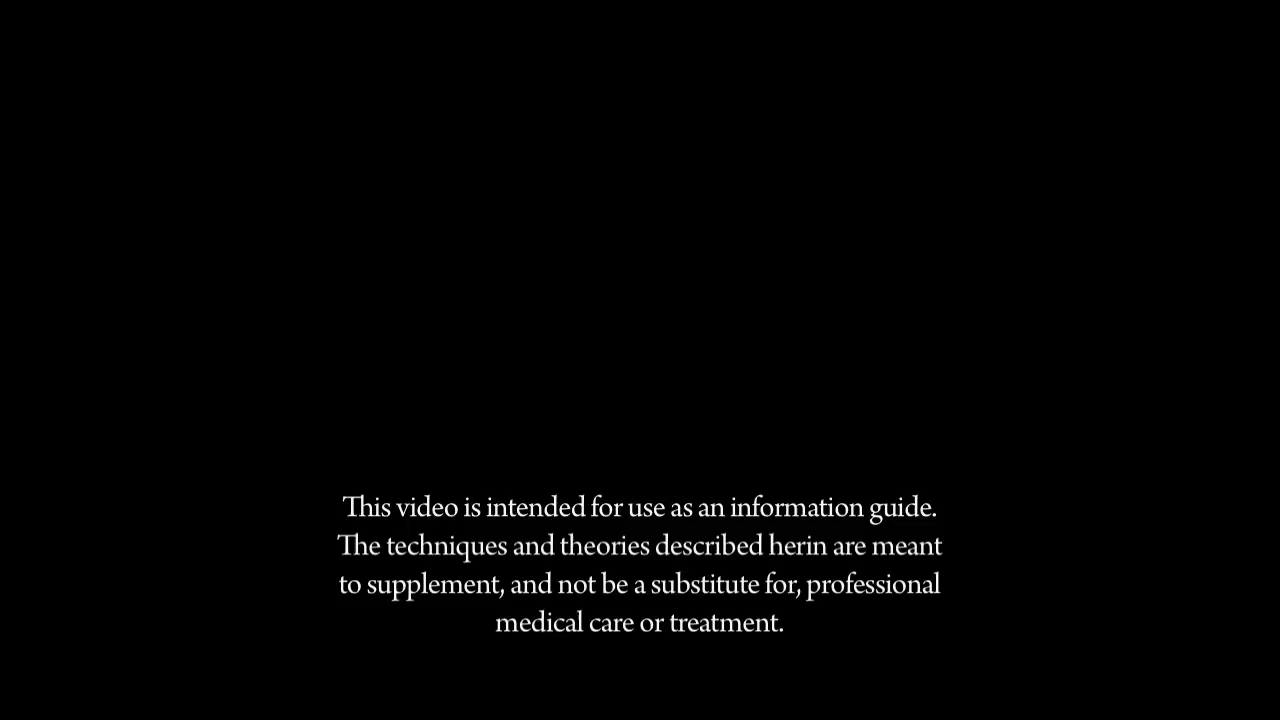 This video is intended for use as an information guide.
The techniques and theories described herin are meant
to supplement, and not be a substitute for, professional
medical care or treatment.